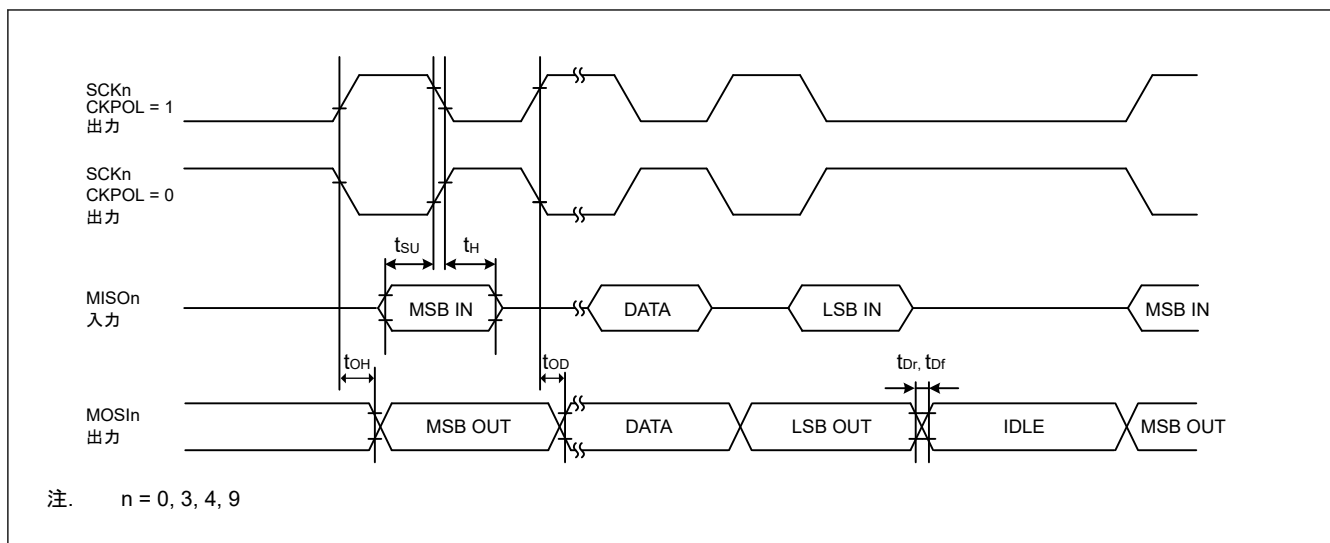 SCKn
CKPOL = 1
出力
SCKn
CKPOL = 0
出力
tSU
tH
MISOn
入力
MSB IN
DATA
LSB IN
MSB IN
tOH
tOD
tDr, tDf
MOSIn
出力
MSB OUT
DATA
LSB OUT
IDLE
MSB OUT
注. n = 0, 3, 4, 9